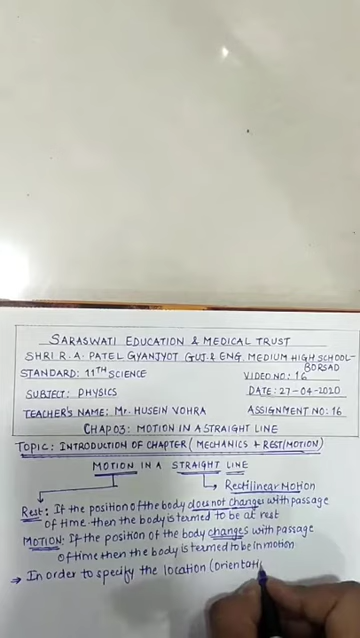 SARASWATI EDUCATION & MEDICAL TRUST
SHRI R.A. PATEL GYANJYOT GUJ. & ENG. MEDIUM HIGH SCHOOL-BORSAD
STANDARD: 11TH SCIENCE VIDEO NO: 16
SUBJECT: PHYSICS DATE: 27-04-2020
TEACHER'S NAME: Mr. HUSEIN VOHRA ASSIGNMENT NO: 16
CHAP 03: MOTION IN A STRAIGHT LINE
TOPIC: INTRODUCTION OF CHAPTER (MECHANICS + REST/MOTION)
MOTION IN A STRAIGHT LINE
Rectilinear Motion
Rest: If the position of the body does not changes with passage
of time then the body is termed to be at rest
MOTION: If the position of the body changes with passage
of time then the body is termed to be in motion
⇒ In order to specify the location (orientati